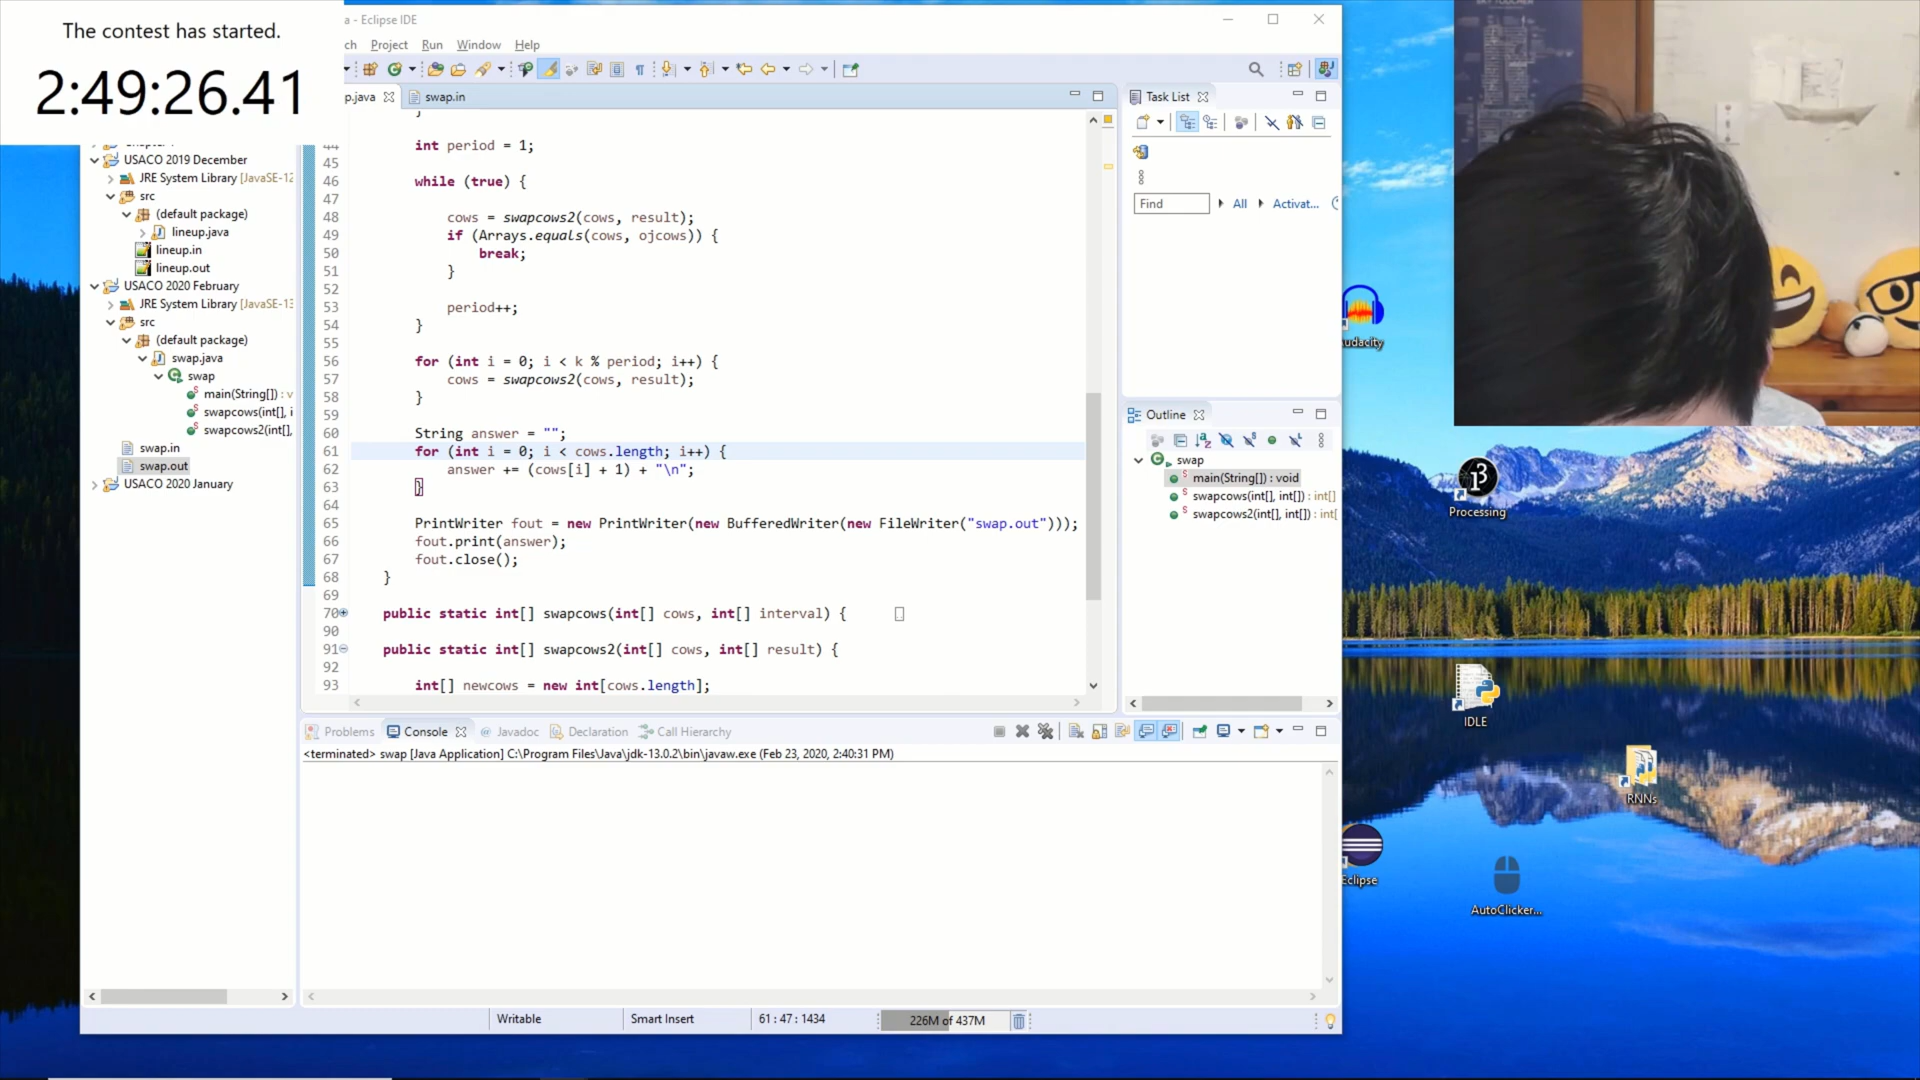 The contest has started.
2:49:26.41
a - Eclipse IDE
ch Project Run Window Help
p.java
swap.in
Task List
Find
All
Activat...
USACO 2019 December
JRE System Library [JavaSE-12
src
(default package)
lineup.java
lineup.in
lineup.out
USACO 2020 February
JRE System Library [JavaSE-13
src
(default package)
swap.java
swap
main(String[]) : v
swapcows(int[], i
swapcows2(int[],
swap.in
swap.out
USACO 2020 January
44 int period = 1;
45
46 while (true) {
47
48 cows = swapcows2(cows, result);
49 if (Arrays.equals(cows, ojcows)) {
50 break;
51 }
52
53 period++;
54 }
55
56 for (int i = 0; i < k % period; i++) {
57 cows = swapcows2(cows, result);
58 }
59
60 String answer = "";
61 for (int i = 0; i < cows.length; i++) {
62 answer += (cows[i] + 1) + "\n";
63 }
64
65 PrintWriter fout = new PrintWriter(new BufferedWriter(new FileWriter("swap.out")));
66 fout.print(answer);
67 fout.close();
68 }
69
70 public static int[] swapcows(int[] cows, int[] interval) {
90
91 public static int[] swapcows2(int[] cows, int[] result) {
92
93 int[] newcows = new int[cows.length];
Outline
swap
main(String[]) : void
swapcows(int[], int[]) : int[]
swapcows2(int[], int[]) : int[
Problems
Console
Javadoc
Declaration
Call Hierarchy
<terminated> swap [Java Application] C:\Program Files\Java\jdk-13.0.2\bin\javaw.exe (Feb 23, 2020, 2:40:31 PM)
Writable
Smart Insert
61 : 47 : 1434
226M of 437M
udacity
Processing
IDLE
RNNs
Eclipse
AutoClicker...